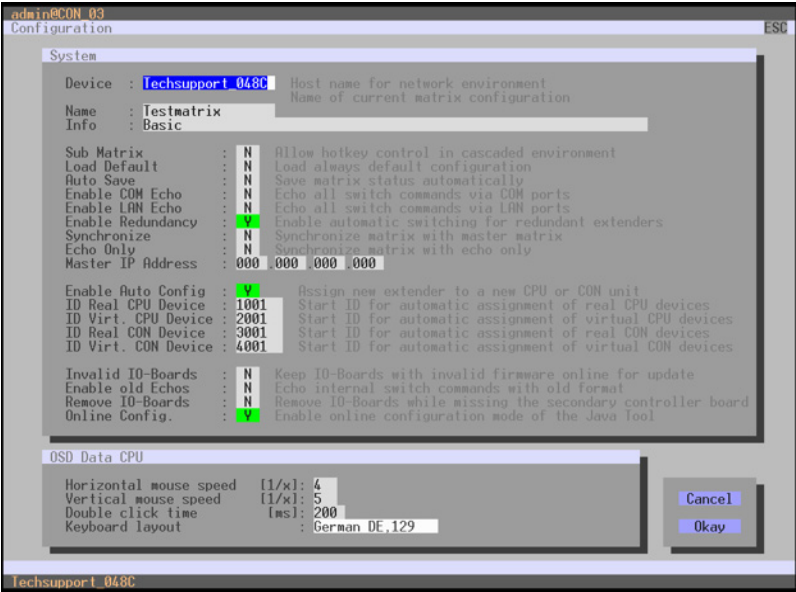 admin@CON_03
Configuration ESC
System
Device : Techsupport_048C Host name for network environment
Name of current matrix configuration
Name : Testmatrix
Info : Basic
Sub Matrix : N Allow hotkey control in cascaded environment
Load Default : N Load always default configuration
Auto Save : N Save matrix status automatically
Enable COM Echo : N Echo all switch commands via COM ports
Enable LAN Echo : N Echo all switch commands via LAN ports
Enable Redundancy : Y Enable automatic switching for redundant extenders
Synchronize : N Synchronize matrix with master matrix
Echo Only : N Synchronize matrix with echo only
Master IP Address : 000 .000 .000 .000
Enable Auto Config : Y Assign new extender to a new CPU or CON unit
ID Real CPU Device : 1001 Start ID for automatic assignment of real CPU devices
ID Virt. CPU Device : 2001 Start ID for automatic assignment of virtual CPU devices
ID Real CON Device : 3001 Start ID for automatic assignment of real CON devices
ID Virt. CON Device : 4001 Start ID for automatic assignment of virtual CON devices
Invalid IO-Boards : N Keep IO-Boards with invalid firmware online for update
Enable old Echos : N Echo internal switch commands with old format
Remove IO-Boards : N Remove IO-Boards while missing the secondary controller board
Online Config. : Y Enable online configuration mode of the Java Tool
OSD Data CPU
Horizontal mouse speed [1/x]: 4
Vertical mouse speed [1/x]: 5
Double click time [ms]: 200
Keyboard layout : German DE,129
Cancel
Okay
Techsupport_048C